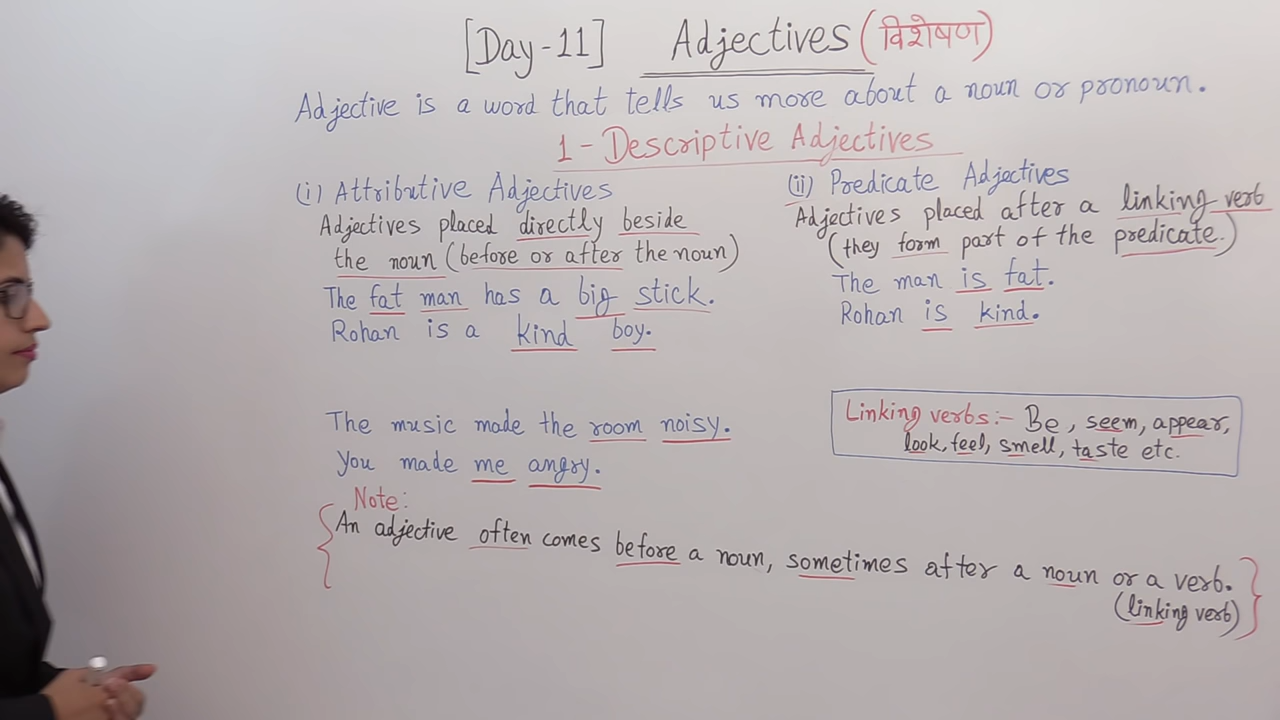 [Day-11] Adjectives (विशेषण)
Adjective is a word that tells us more about a noun or pronoun.
1- Descriptive Adjectives
(i) Attributive Adjectives
Adjectives placed directly beside
the noun (before or after the noun)
The fat man has a big stick.
Rohan is a kind boy.
The music made the room noisy.
You made me angry.
(ii) Predicate Adjectives
Adjectives placed after a linking verb
(they form part of the predicate.)
The man is fat.
Rohan is kind.
Linking verbs:- Be, seem, appear,
look, feel, smell, taste etc.
Note:
An adjective often comes before a noun, sometimes after a noun or a verb.
(linking verb)